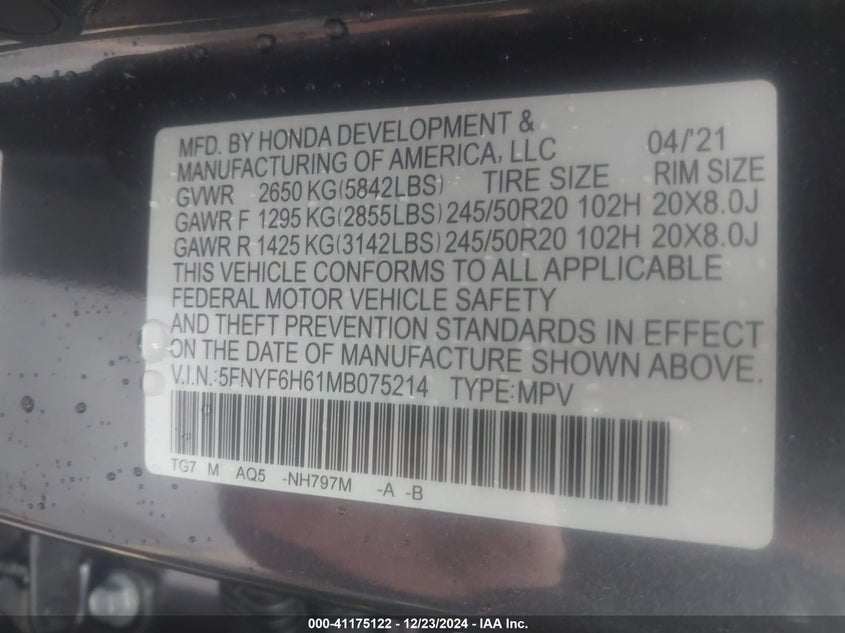 MFD. BY HONDA DEVELOPMENT &
MANUFACTURING OF AMERICA, LLC 04/'21
GVWR 2650 KG(5842LBS) TIRE SIZE RIM SIZE
GAWR F 1295 KG(2855LBS) 245/50R20 102H 20X8.0J
GAWR R 1425 KG(3142LBS) 245/50R20 102H 20X8.0J
THIS VEHICLE CONFORMS TO ALL APPLICABLE
FEDERAL MOTOR VEHICLE SAFETY
AND THEFT PREVENTION STANDARDS IN EFFECT
ON THE DATE OF MANUFACTURE SHOWN ABOVE.
V.I.N.:5FNYF6H61MB075214 TYPE:MPV
TG7 M AQ5 -NH797M -A -B
000-41175122 - 12/23/2024 - IAA Inc.